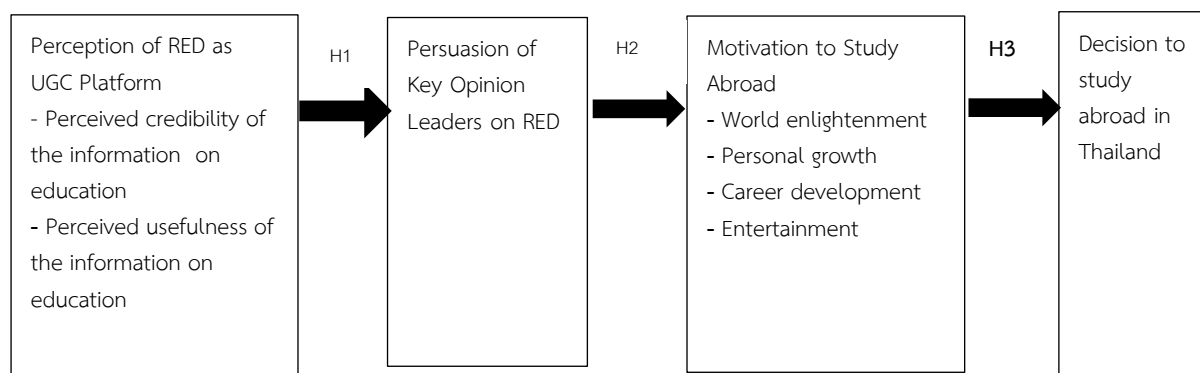 Perception of RED as
UGC Platform
- Perceived credibility of
the information on
education
- Perceived usefulness of
the information on
education
H1
Persuasion of
Key Opinion
Leaders on RED
H2
Motivation to Study
Abroad
- World enlightenment
- Personal growth
- Career development
- Entertainment
H3
Decision to
study
abroad in
Thailand